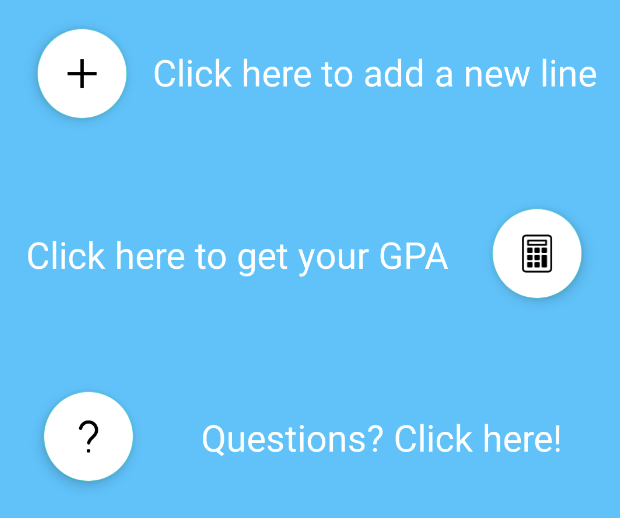 + Click here to add a new line
Click here to get your GPA
? Questions? Click here!